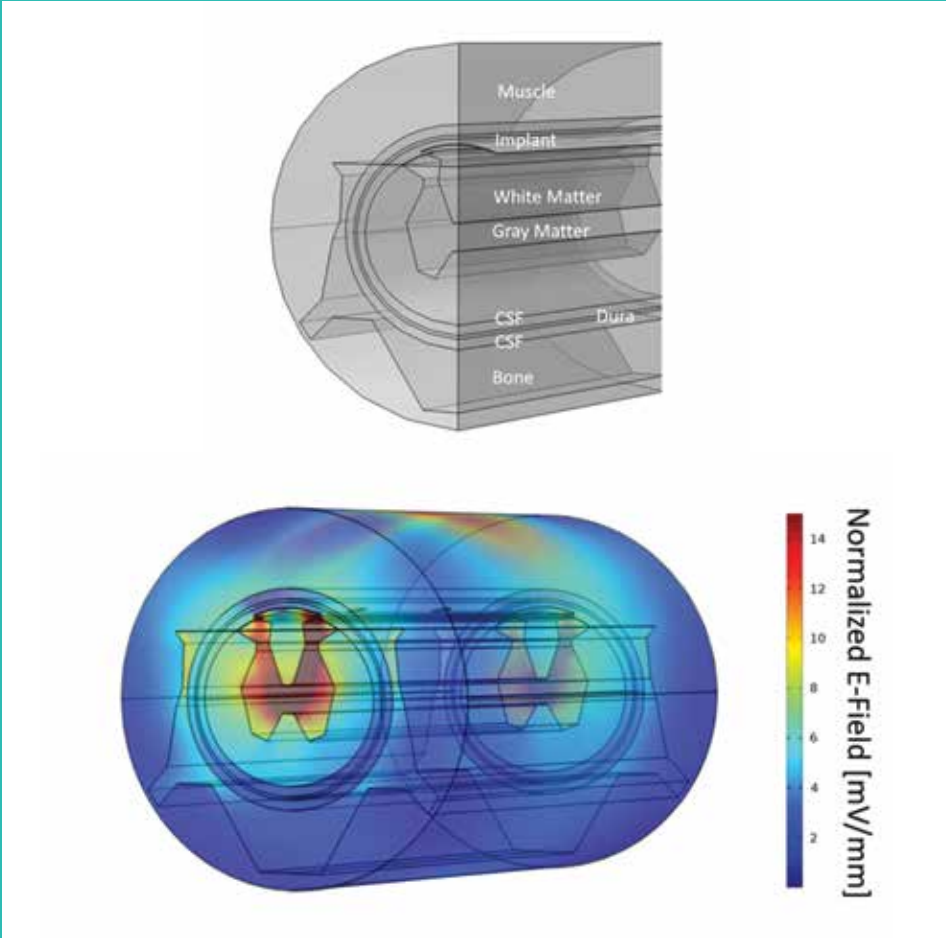 Muscle
Implant
White Matter
Gray Matter
CSF
Dura
CSF
Bone
14
12
10
8
6
4
2
Normalized E-Field [mV/mm]